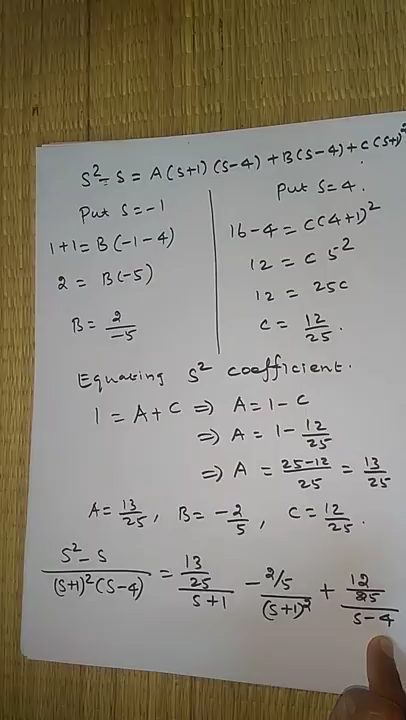 S² - S = A(S+1)(S-4) + B(S-4) + C(S+1)²
Put S = -1
1+1 = B(-1-4)
2 = B(-5)
B = 2/-5
Put S = 4.
16-4 = C(4+1)²
12 = C 5²
12 = 25C
C = 12/25.
Equating S² coefficient.
1 = A + C ⇒ A = 1 - C
⇒ A = 1 - 12/25
⇒ A = 25-12/25 = 13/25
A = 13/25, B = -2/5, C = 12/25.
S² - S/(S+1)²(S-4) = 13/25/S+1 - 2/5/(S+1)² + 12/25/S-4